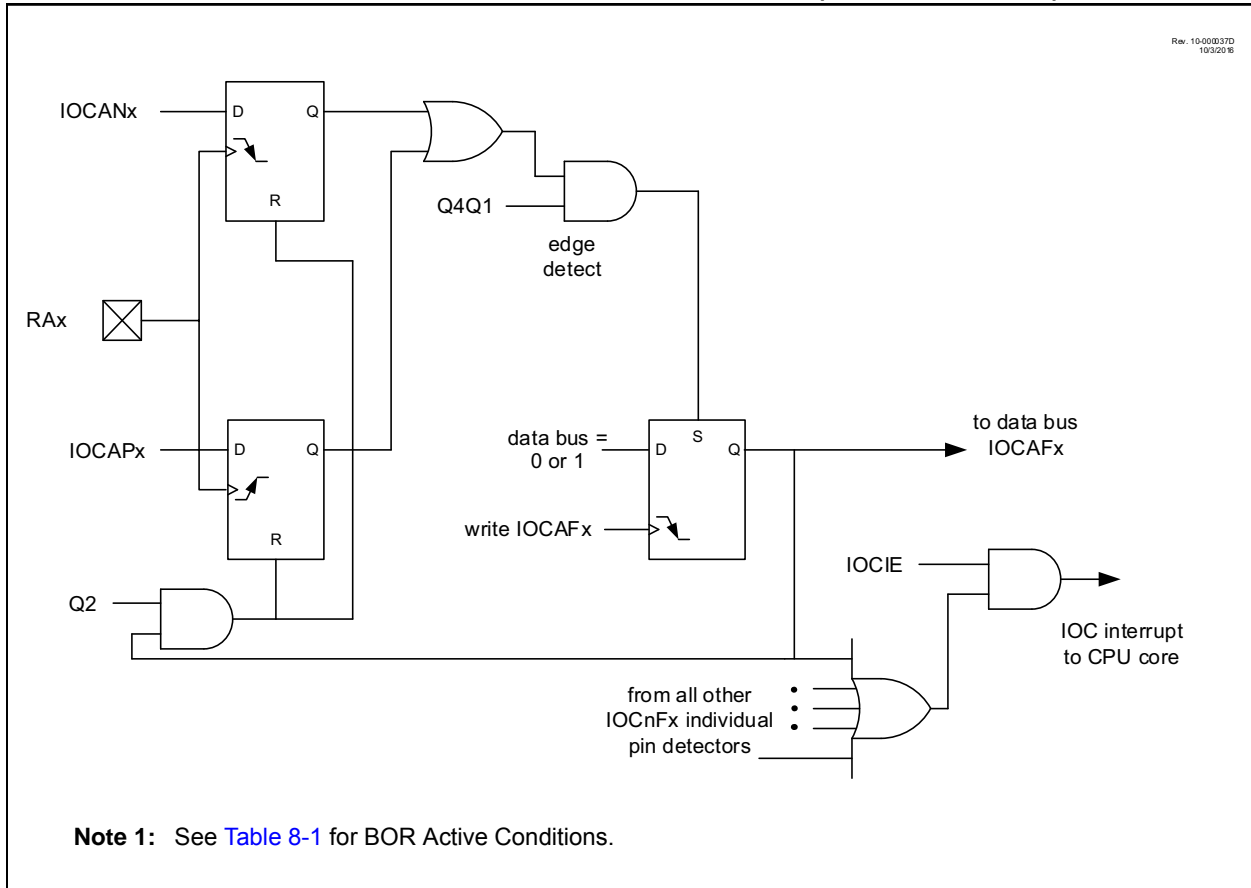 Rev. 10-000037D
10/3/2016
IOCANx
D
Q
R
Q4Q1
edge
detect
RAx
IOCAPx
D
Q
R
data bus =
0 or 1
D
S
Q
to data bus
IOCAFx
write IOCAFx
IOCIE
Q2
IOC interrupt
to CPU core
from all other
IOCnFx individual
pin detectors
Note 1: See Table 8-1 for BOR Active Conditions.